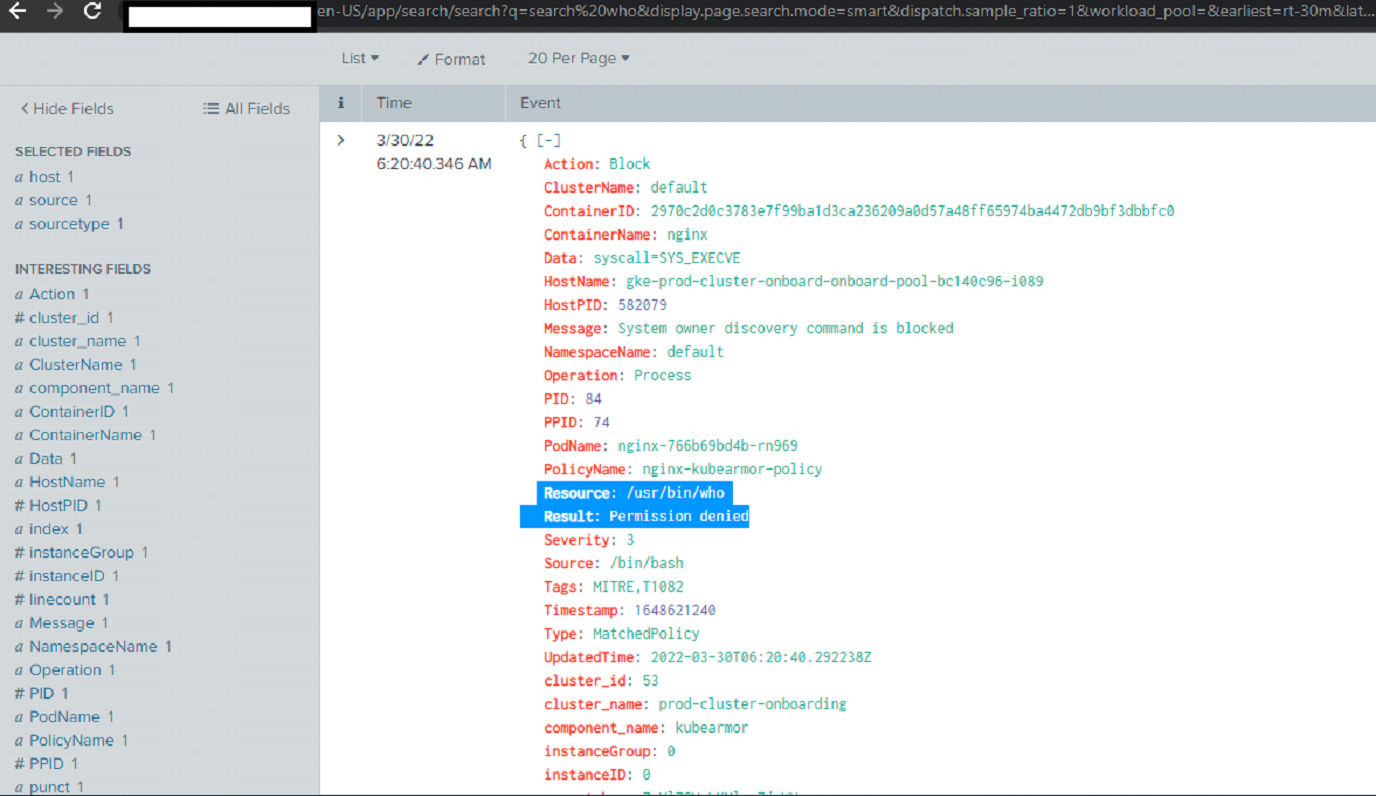 en-US/app/search/search?q=search%20who&display.page.search.mode=smart&dispatch.sample_ratio=1&workload_pool=&earliest=rt-30m&lat...
List Format 20 Per Page
Hide Fields All Fields
i Time Event
SELECTED FIELDS
a host 1
a source 1
a sourcetype 1
INTERESTING FIELDS
a Action 1
# cluster_id 1
a cluster_name 1
a ClusterName 1
a component_name 1
a ContainerID 1
a ContainerName 1
a Data 1
a HostName 1
# HostPID 1
a index 1
# instanceGroup 1
# instanceID 1
# linecount 1
a Message 1
a NamespaceName 1
a Operation 1
# PID 1
a PodName 1
a PolicyName 1
# PPID 1
a punct 1
3/30/22
6:20:40.346 AM
{ [-]
Action: Block
ClusterName: default
ContainerID: 2970c2d0c3783e7f99ba1d3ca236209a0d57a48ff65974ba4472db9bf3dbbfc0
ContainerName: nginx
Data: syscall=SYS_EXECVE
HostName: gke-prod-cluster-onboard-onboard-pool-bc140c96-i089
HostPID: 582079
Message: System owner discovery command is blocked
NamespaceName: default
Operation: Process
PID: 84
PPID: 74
PodName: nginx-766b69bd4b-rn969
PolicyName: nginx-kubearmor-policy
Resource: /usr/bin/who
Result: Permission denied
Severity: 3
Source: /bin/bash
Tags: MITRE,T1082
Timestamp: 1648621240
Type: MatchedPolicy
UpdatedTime: 2022-03-30T06:20:40.292238Z
cluster_id: 53
cluster_name: prod-cluster-onboarding
component_name: kubearmor
instanceGroup: 0
instanceID: 0